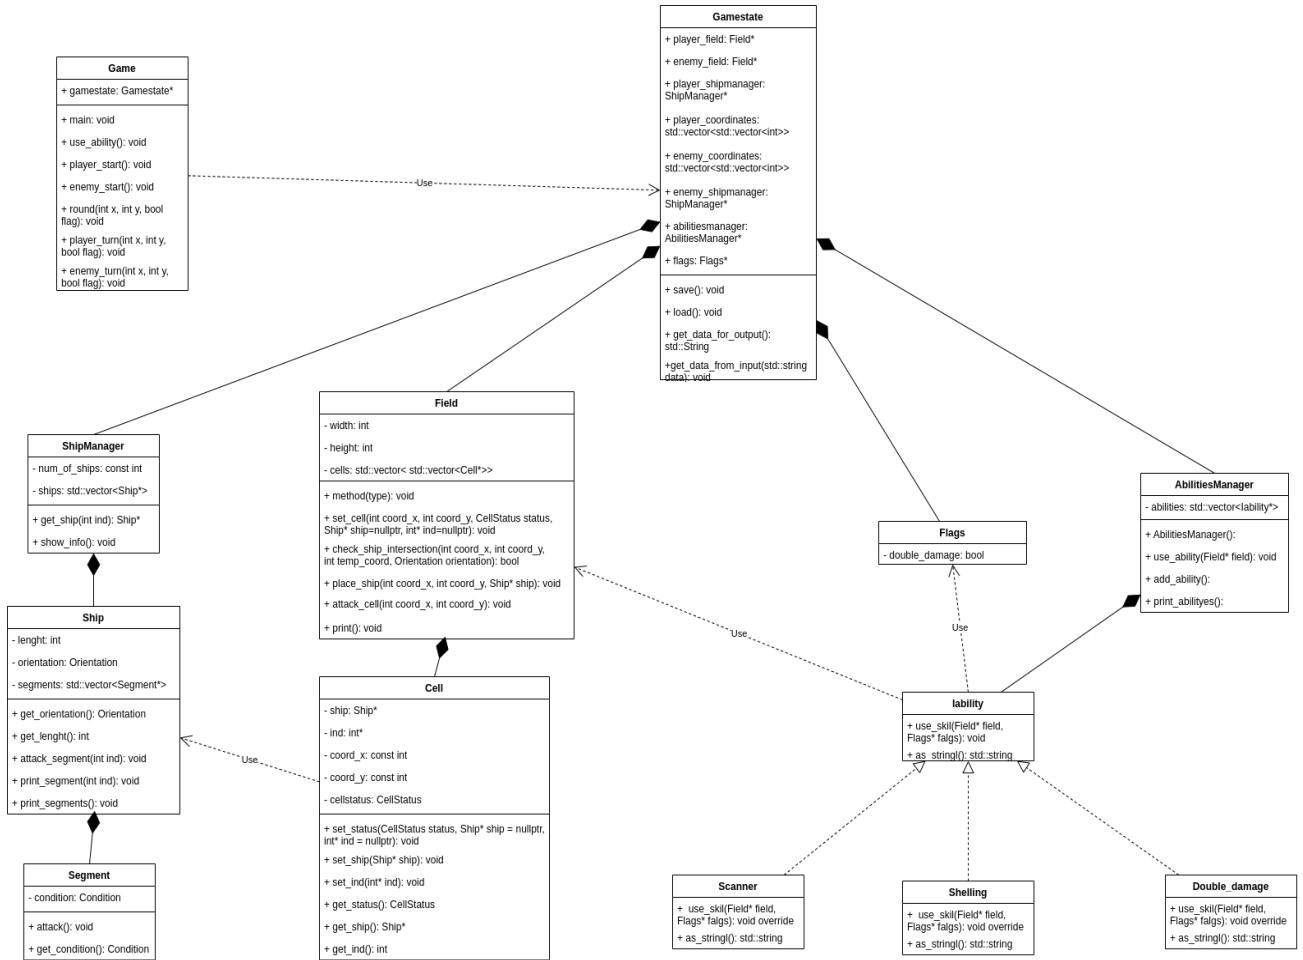 Gamestate
+ player_field: Field*
+ enemy_field: Field*
+ player_shipmanager:
ShipManager*
+ player_coordinates:
std::vector<std::vector<int>>
+ enemy_coordinates:
std::vector<std::vector<int>>
+ enemy_shipmanager:
ShipManager*
+ abilitiesmanager:
AbilitiesManager*
+ flags: Flags*
+ save(): void
+ load(): void
+ get_data_for_output():
std::String
+get_data_from_input(std::string
data): void
Game
+ gamestate: Gamestate*
+ main: void
+ use_ability(): void
+ player_start(): void
+ enemy_start(): void
+ round(int x, int y, bool
flag): void
+ player_turn(int x, int y,
bool flag): void
+ enemy_turn(int x, int y,
bool flag): void
Use
Field
- width: int
- height: int
- cells: std::vector< std::vector<Cell*>>
+ method(type): void
+ set_cell(int coord_x, int coord_y, CellStatus status,
Ship* ship=nullptr, int* ind=nullptr): void
+ check_ship_intersection(int coord_x, int coord_y,
int temp_coord, Orientation orientation): bool
+ place_ship(int coord_x, int coord_y, Ship* ship): void
+ attack_cell(int coord_x, int coord_y): void
+ print(): void
ShipManager
- num_of_ships: const int
- ships: std::vector<Ship*>
+ get_ship(int ind): Ship*
+ show_info(): void
AbilitiesManager
- abilities: std::vector<Iability*>
+ AbilitiesManager():
+ use_ability(Field* field): void
+ add_ability():
+ print_abilityes():
Flags
- double_damage: bool
Ship
- lenght: int
- orientation: Orientation
- segments: std::vector<Segment*>
+ get_orientation(): Orientation
+ get_lenght(): int
+ attack_segment(int ind): void
+ print_segment(int ind): void
+ print_segments(): void
Use
Use
Use
Cell
- ship: Ship*
- ind: int*
- coord_x: const int
- coord_y: const int
- cellstatus: CellStatus
+ set_status(CellStatus status, Ship* ship = nullptr,
int* ind = nullptr): void
+ set_ship(Ship* ship): void
+ set_ind(int* ind): void
+ get_status(): CellStatus
+ get_ship(): Ship*
+ get_ind(): int
Iability
+ use_skil(Field* field,
Flags* falgs): void
+ as_stringl(): std::string
Segment
- condition: Condition
+ attack(): void
+ get_condition(): Condition
Scanner
+ use_skil(Field* field,
Flags* falgs): void override
+ as_stringl(): std::string
Shelling
+ use_skil(Field* field,
Flags* falgs): void override
+ as_stringl(): std::string
Double_damage
+ use_skil(Field* field,
Flags* falgs): void override
+ as_stringl(): std::string